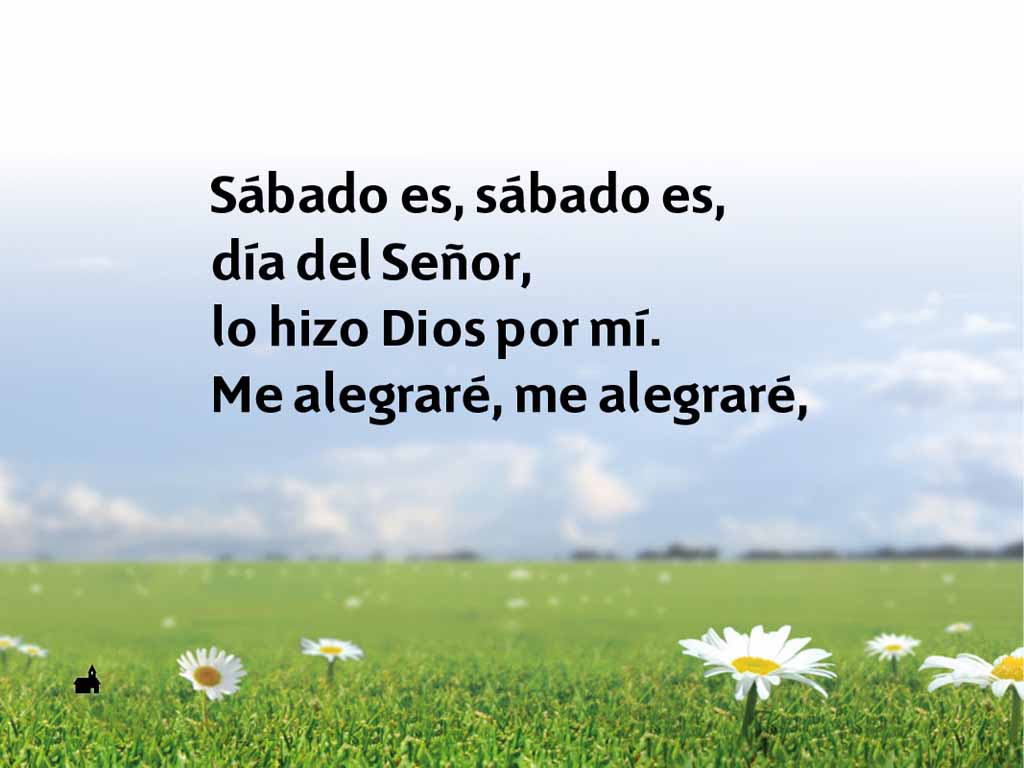 Sábado es, sábado es,
día del Señor,
lo hizo Dios por mí.
Me alegraré, me alegraré,